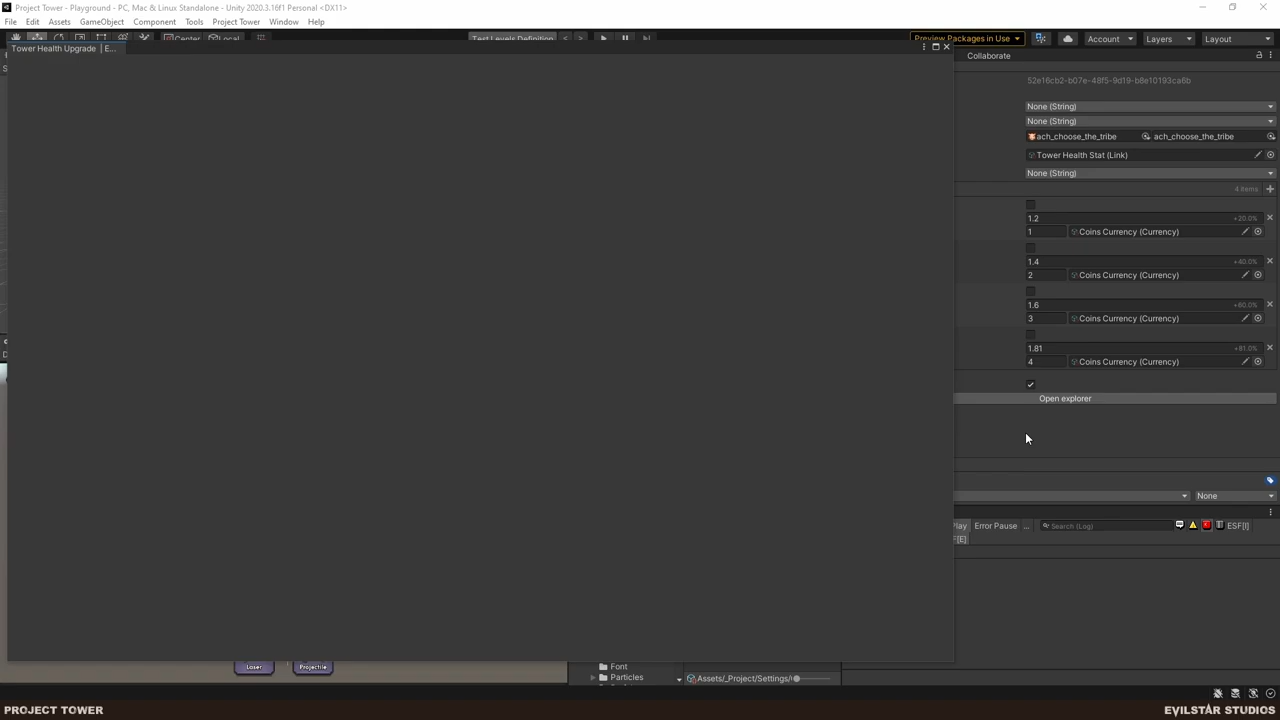 Project Tower - Playground - PC, Mac & Linux Standalone - Unity 2020.3.16f1 Personal <DX11>
File Edit Assets GameObject Component Tools Project Tower Window Help
Center Local Test Levels Definition < > Preview Packages in Use Account Layers Layout
Tower Health Upgrade | E...
Collaborate
52e16cb2-b07e-48f5-9d19-b8e10193ca6b
None (String)
None (String)
ach_choose_the_tribe ach_choose_the_tribe
Tower Health Stat (Link)
None (String)
4 items
1.2 +20.0%
1 Coins Currency (Currency)
1.4 +40.0%
2 Coins Currency (Currency)
1.6 +60.0%
3 Coins Currency (Currency)
1.81 +81.0%
4 Coins Currency (Currency)
Open explorer
None
Play Error Pause ... Search (Log) ESF[I]
F[E]
Laser Projectile Font
Particles Assets/_Project/Settings/
PROJECT TOWER EVILSTAR STUDIOS